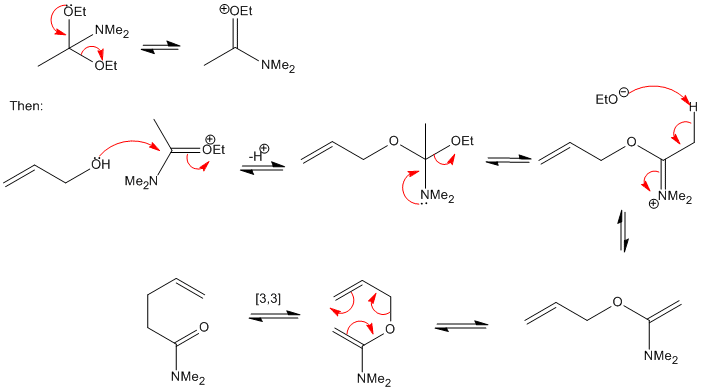 OEt NMe2 OEt ⊕OEt NMe2
Then:
OH Me2N ⊕OEt -H⊕ O OEt NMe2 EtO⊖ H O NMe2⊕
O NMe2 [3,3] O NMe2 O NMe2